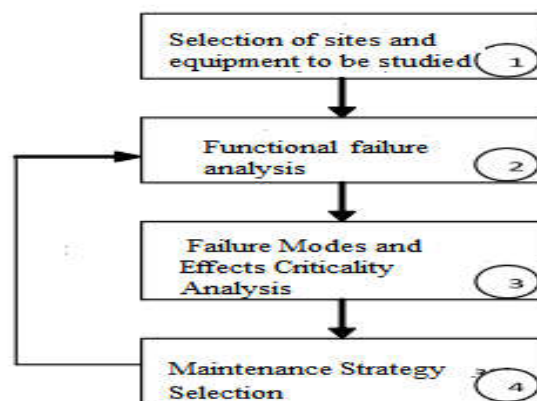 Selection of sites and
equipment to be studied
1
Functional failure
analysis
2
Failure Modes and
Effects Criticality
Analysis
3
Maintenance Strategy
Selection
4